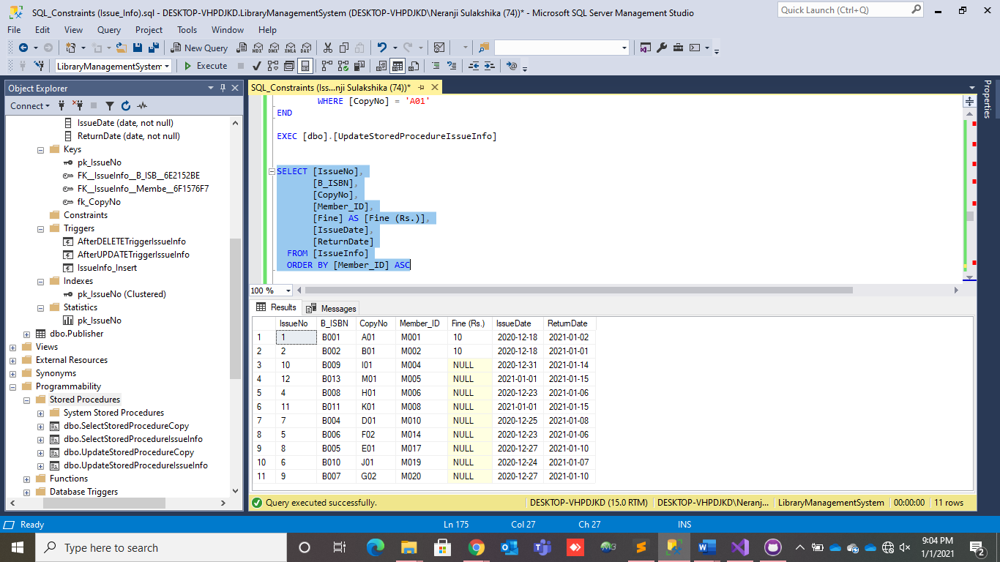 SQL_Constraints (Issue_Info).sql - DESKTOP-VHPDJKD.LibraryManagementSystem (DESKTOP-VHPDJKD\Neranji Sulakshika (74))* - Microsoft SQL Server Management Studio
Quick Launch (Ctrl+Q)
File Edit View Query Project Tools Window Help
New Query
MDX DMX XMLA DAX
LibraryManagementSystem
Execute
Object Explorer
Connect
IssueDate (date, not null)
ReturnDate (date, not null)
Keys
pk_IssueNo
FK__IssueInfo__B_ISB__6E2152BE
FK__IssueInfo__Membe__6F1576F7
fk_CopyNo
Constraints
Triggers
AfterDELETETriggerIssueInfo
AfterUPDATETriggerIssueInfo
IssueInfo_Insert
Indexes
pk_IssueNo (Clustered)
Statistics
pk_IssueNo
dbo.Publisher
Views
External Resources
Synonyms
Programmability
Stored Procedures
System Stored Procedures
dbo.SelectStoredProcedureCopy
dbo.SelectStoredProcedureIssueInfo
dbo.UpdateStoredProcedureCopy
dbo.UpdateStoredProcedureIssueInfo
Functions
Database Triggers
SQL_Constraints (Iss...nji Sulakshika (74))*
Properties
WHERE [CopyNo] = 'A01'
END
EXEC [dbo].[UpdateStoredProcedureIssueInfo]
SELECT [IssueNo],
[B_ISBN],
[CopyNo],
[Member_ID],
[Fine] AS [Fine (Rs.)],
[IssueDate],
[ReturnDate]
FROM [IssueInfo]
ORDER BY [Member_ID] ASC
100 %
Results Messages
IssueNo B_ISBN CopyNo Member_ID Fine (Rs.) IssueDate ReturnDate
1 1 B001 A01 M001 10 2020-12-18 2021-01-02
2 2 B002 B01 M002 10 2020-12-18 2021-01-01
3 10 B009 I01 M004 NULL 2020-12-31 2021-01-14
4 12 B013 M01 M005 NULL 2021-01-01 2021-01-15
5 4 B008 H01 M006 NULL 2020-12-23 2021-01-06
6 11 B011 K01 M008 NULL 2021-01-01 2021-01-15
7 7 B004 D01 M010 NULL 2020-12-25 2021-01-08
8 5 B006 F02 M014 NULL 2020-12-23 2021-01-06
9 8 B005 E01 M017 NULL 2020-12-27 2021-01-10
10 6 B010 J01 M019 NULL 2020-12-24 2021-01-07
11 9 B007 G02 M020 NULL 2020-12-27 2021-01-10
Query executed successfully. DESKTOP-VHPDJKD (15.0 RTM) DESKTOP-VHPDJKD\Neranj... LibraryManagementSystem 00:00:00 11 rows
Ready Ln 175 Col 27 Ch 27 INS
Type here to search
9:04 PM
1/1/2021
2